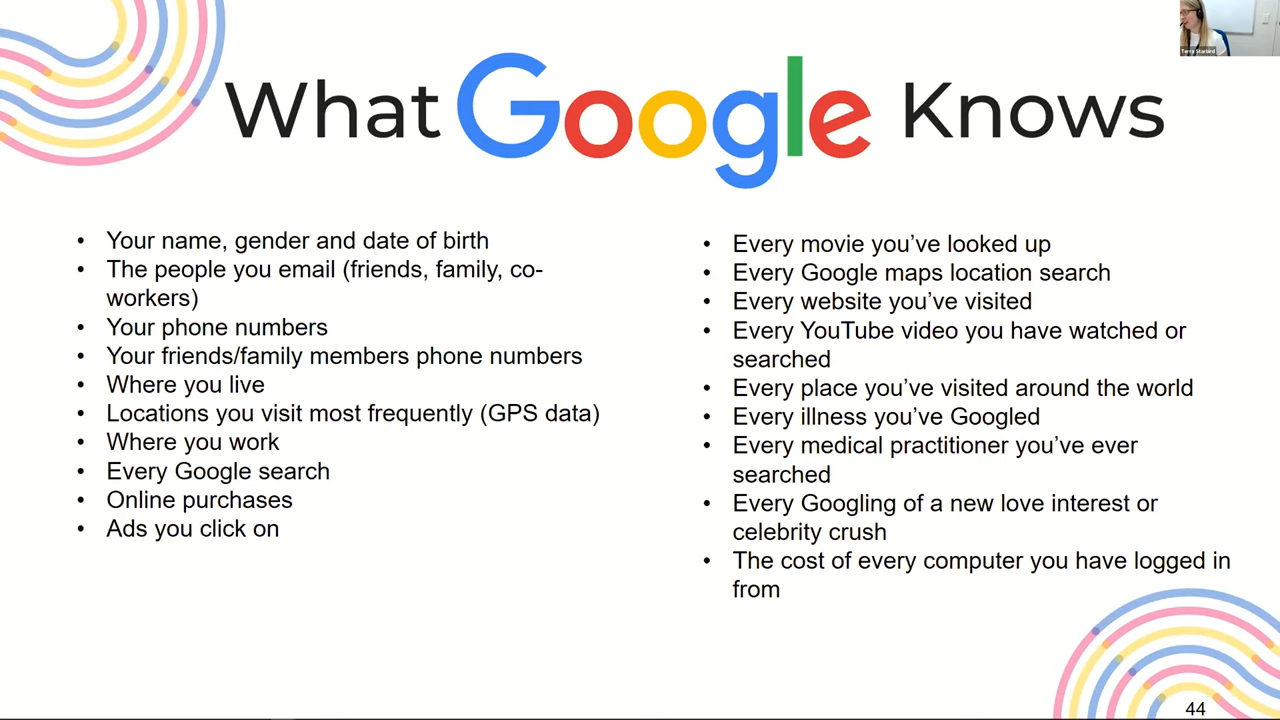 What Google Knows
Terra Starbird
• Your name, gender and date of birth
• The people you email (friends, family, co-
workers)
• Your phone numbers
• Your friends/family members phone numbers
• Where you live
• Locations you visit most frequently (GPS data)
• Where you work
• Every Google search
• Online purchases
• Ads you click on
• Every movie you’ve looked up
• Every Google maps location search
• Every website you’ve visited
• Every YouTube video you have watched or
searched
• Every place you’ve visited around the world
• Every illness you’ve Googled
• Every medical practitioner you’ve ever
searched
• Every Googling of a new love interest or
celebrity crush
• The cost of every computer you have logged in
from
44